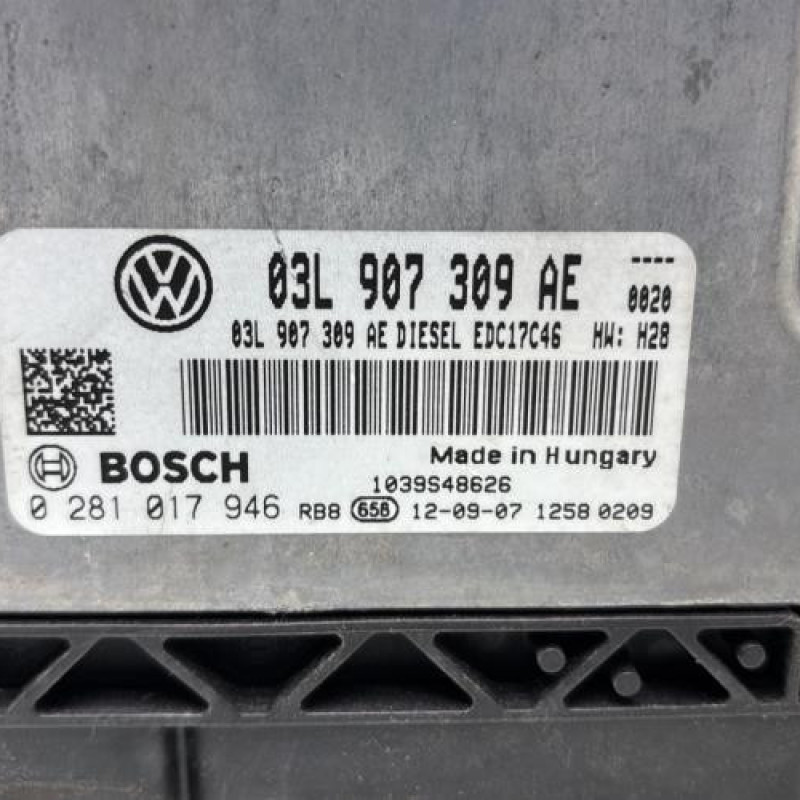 03L 907 309 AE ----
0020
03L 907 309 AE DIESEL EDC17C46 HW: H28
BOSCH
Made in Hungary
1039S48626
0 281 017 946 RB8 656 12-09-07 1258 0209